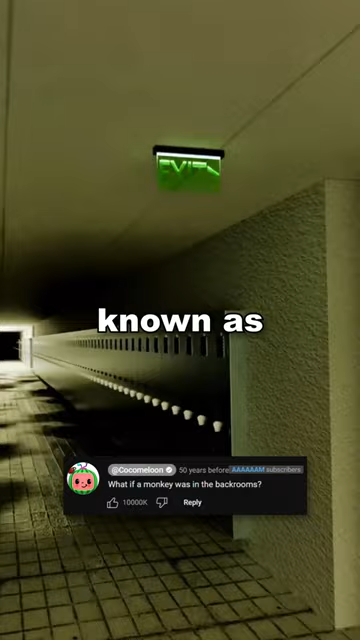 EXIT
known as
@Cocomeloon 50 years before AAAAAAM subscribers
What if a monkey was in the backrooms?
10000K Reply